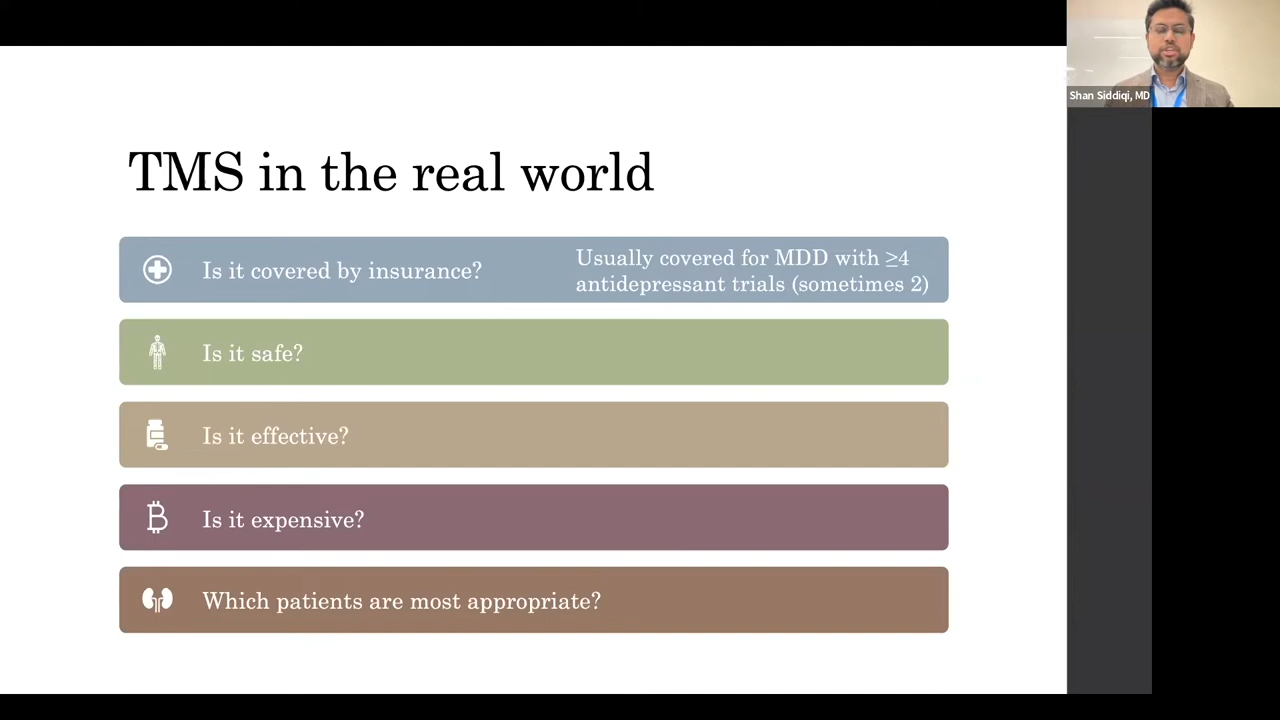 Shan Siddiqi, MD
TMS in the real world
Is it covered by insurance?
Usually covered for MDD with ≥4
antidepressant trials (sometimes 2)
Is it safe?
Is it effective?
Is it expensive?
Which patients are most appropriate?